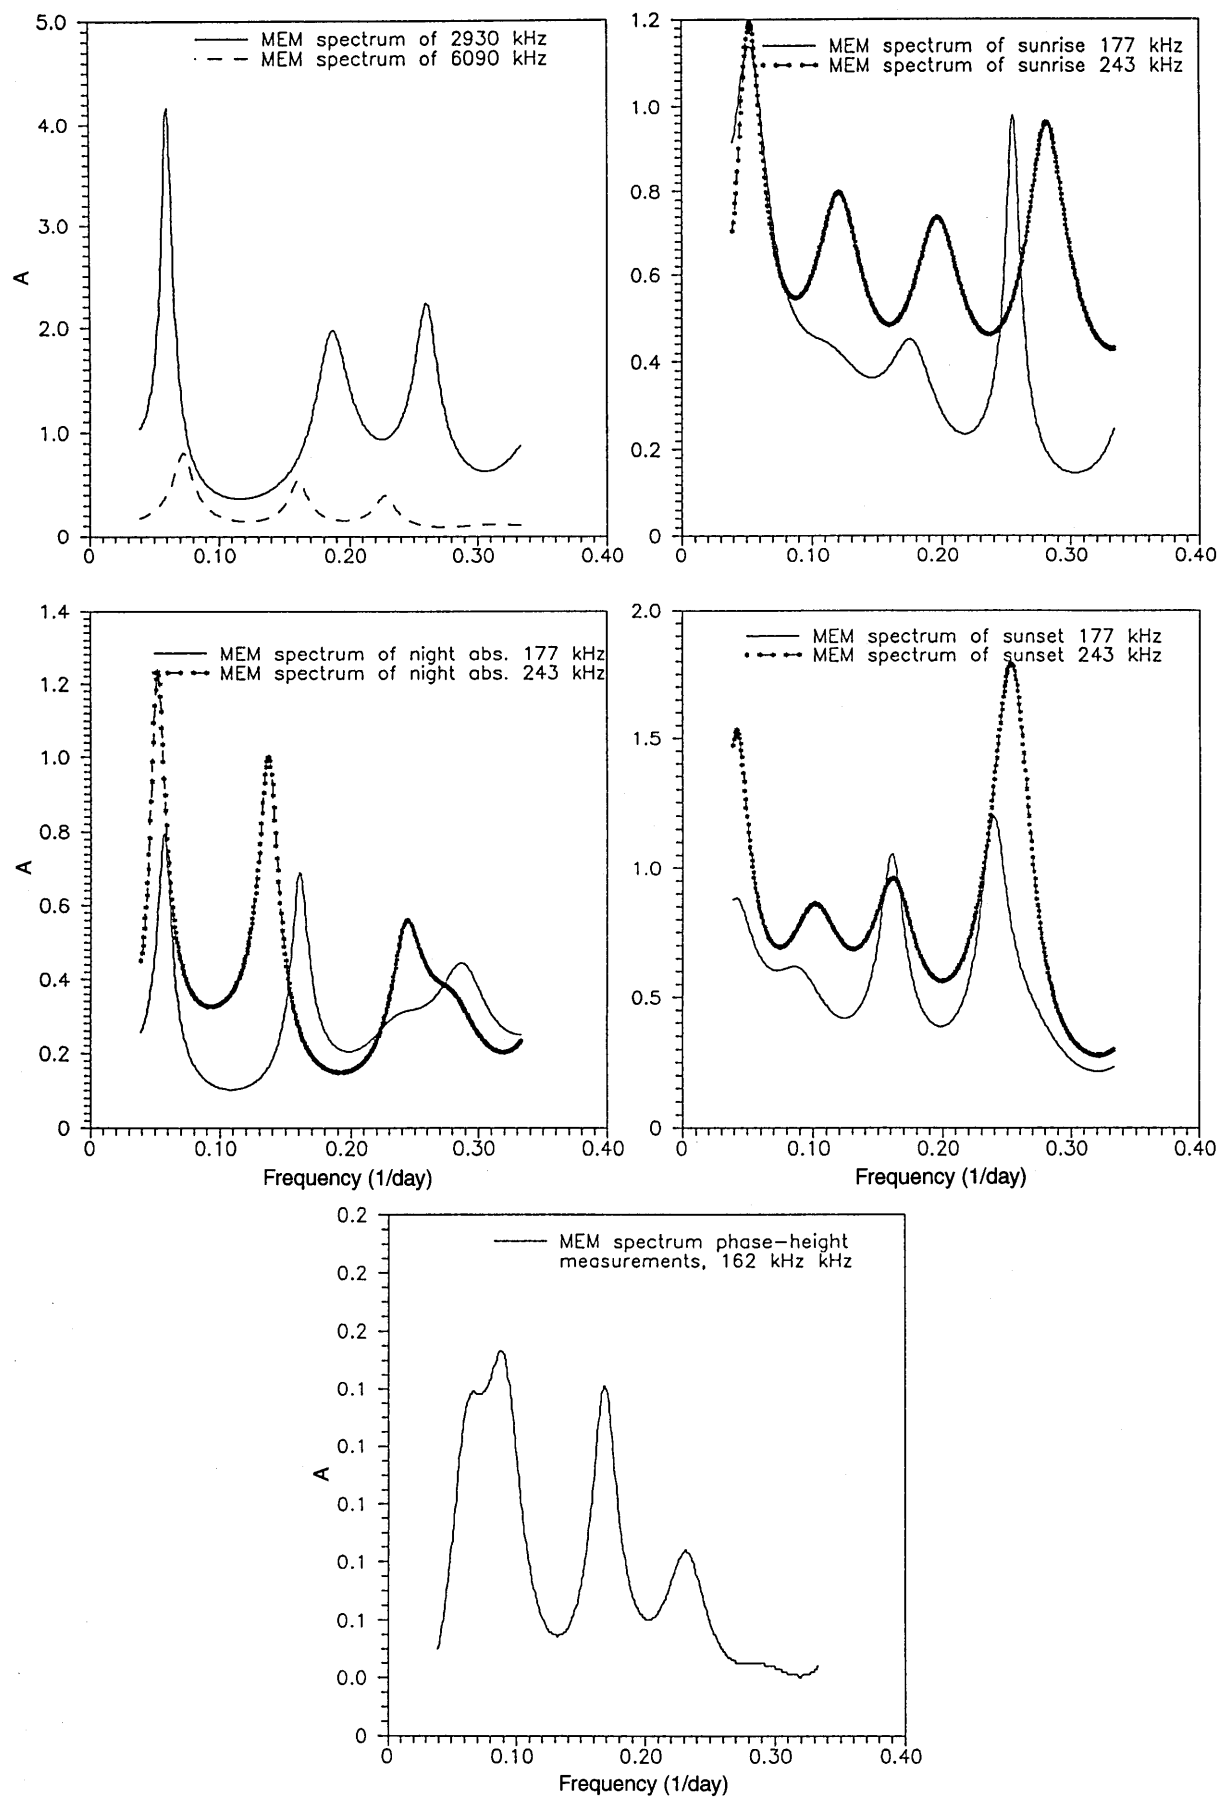 MEM spectrum of 2930 kHz
MEM spectrum of 6090 kHz
5.0
4.0
3.0
2.0
1.0
0
A
0 0.10 0.20 0.30 0.40
MEM spectrum of sunrise 177 kHz
MEM spectrum of sunrise 243 kHz
1.2
1.0
0.8
0.6
0.4
0.2
0
0 0.10 0.20 0.30 0.40
MEM spectrum of night abs. 177 kHz
MEM spectrum of night abs. 243 kHz
1.4
1.2
1.0
0.8
0.6
0.4
0.2
0
A
0 0.10 0.20 0.30 0.40
Frequency (1/day)
MEM spectrum of sunset 177 kHz
MEM spectrum of sunset 243 kHz
2.0
1.5
1.0
0.5
0
0 0.10 0.20 0.30 0.40
Frequency (1/day)
MEM spectrum phase-height
measurements, 162 kHz kHz
0.2
0.2
0.2
0.1
0.1
0.1
0.1
0.1
0.0
0
A
0 0.10 0.20 0.30 0.40
Frequency (1/day)